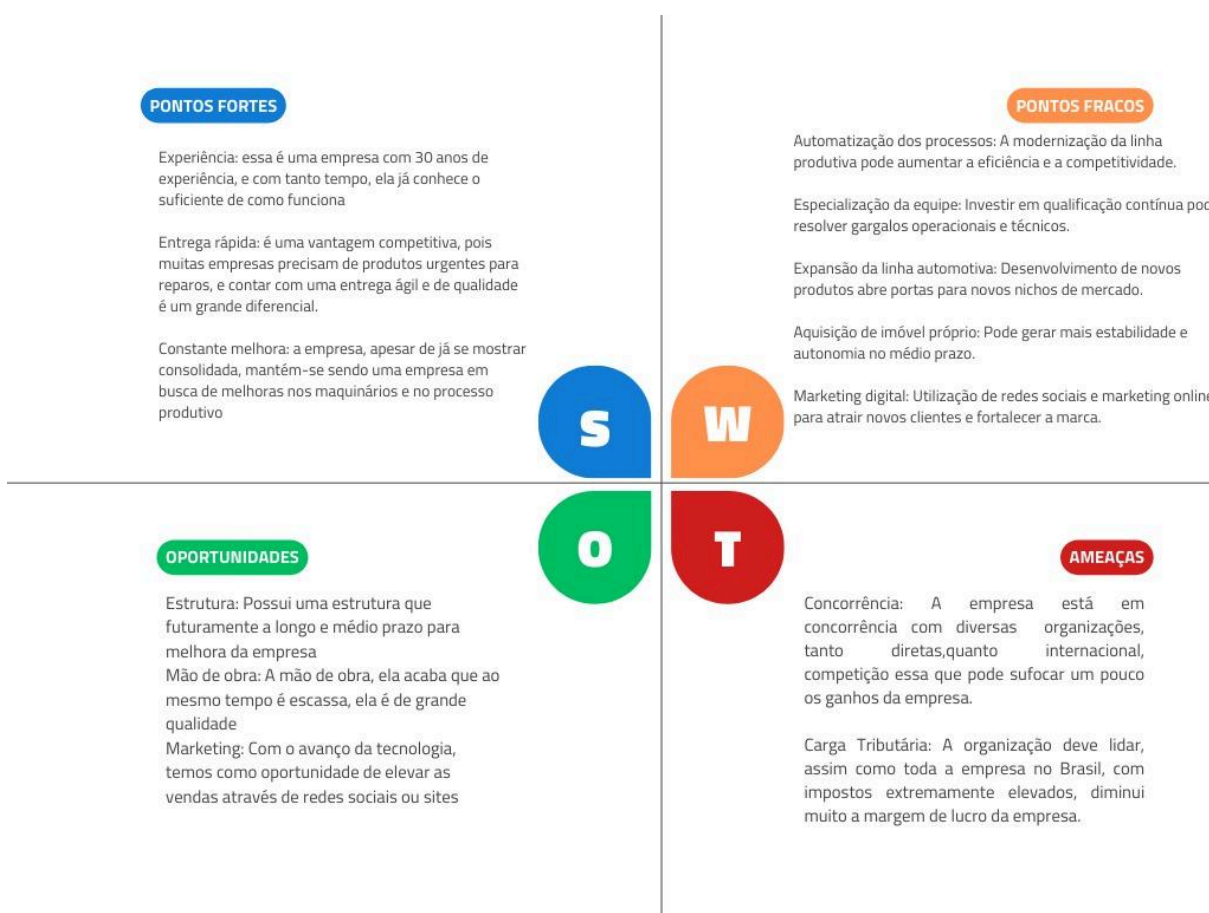 PONTOS FORTES
Experiência: essa é uma empresa com 30 anos de
experiência, e com tanto tempo, ela já conhece o
suficiente de como funciona
Entrega rápida: é uma vantagem competitiva, pois
muitas empresas precisam de produtos urgentes para
reparos, e contar com uma entrega ágil e de qualidade
é um grande diferencial.
Constante melhora: a empresa, apesar de já se mostrar
consolidada, mantém-se sendo uma empresa em
busca de melhoras nos maquinários e no processo
produtivo
S
PONTOS FRACOS
Automatização dos processos: A modernização da linha
produtiva pode aumentar a eficiência e a competitividade.
Especialização da equipe: Investir em qualificação contínua
resolver gargalos operacionais e técnicos.
Expansão da linha automotiva: Desenvolvimento de novos
produtos abre portas para novos nichos de mercado.
Aquisição de imóvel próprio: Pode gerar mais estabilidade e
autonomia no médio prazo.
Marketing digital: Utilização de redes sociais e marketing online
para atrair novos clientes e fortalecer a marca.
W
OPORTUNIDADES
Estrutura: Possui uma estrutura que
futuramente a longo e médio prazo para
melhora da empresa
Mão de obra: A mão de obra, ela acaba que ao
mesmo tempo é escassa, ela é de grande
qualidade
Marketing: Com o avanço da tecnologia,
temos como oportunidade de elevar as
vendas através de redes sociais ou sites
O
T
AMEAÇAS
Concorrência: A empresa está em
concorrência com diversas organizações,
tanto diretas,quanto internacional,
competição essa que pode sufocar um pouco
os ganhos da empresa.
Carga Tributária: A organização deve lidar,
assim como toda a empresa no Brasil, com
impostos extremamente elevados, diminui
muito a margem de lucro da empresa.